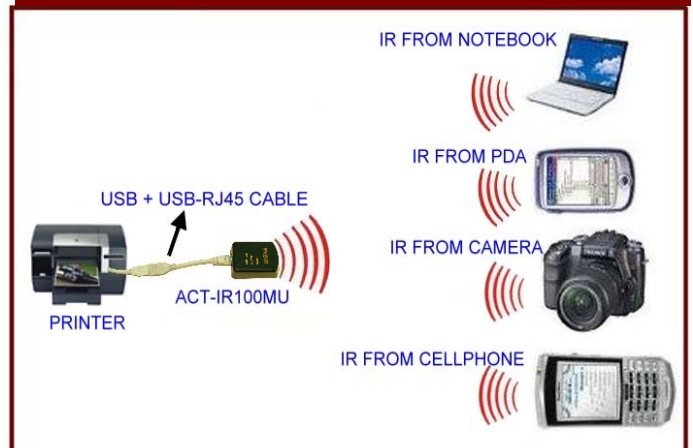 IR FROM NOTEBOOK
IR FROM PDA
USB + USB-RJ45 CABLE
IR FROM CAMERA
ACT-IR100MU
PRINTER
IR FROM CELLPHONE